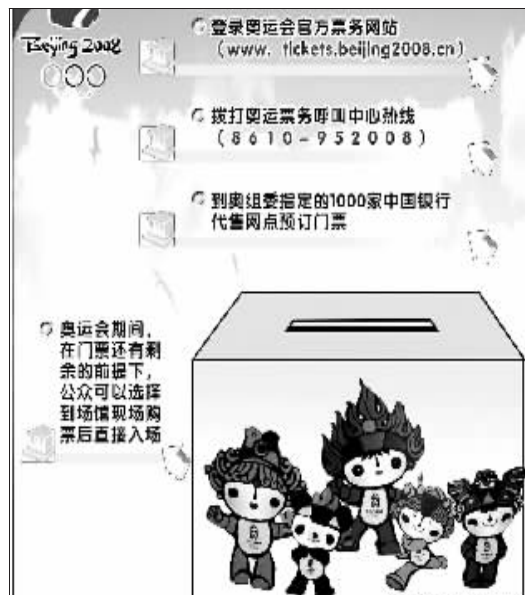 Beijing 2008
登录奥运会官方票务网站
（www．tickets.beijing2008.cn）
拨打奥运票务呼叫中心热线
（8610-952008）
到奥组委指定的1000家中国银行
代售网点预订门票
奥运会期间，
在门票还有剩
余的前提下，
公众可以选择
到场馆现场购
票后直接入场